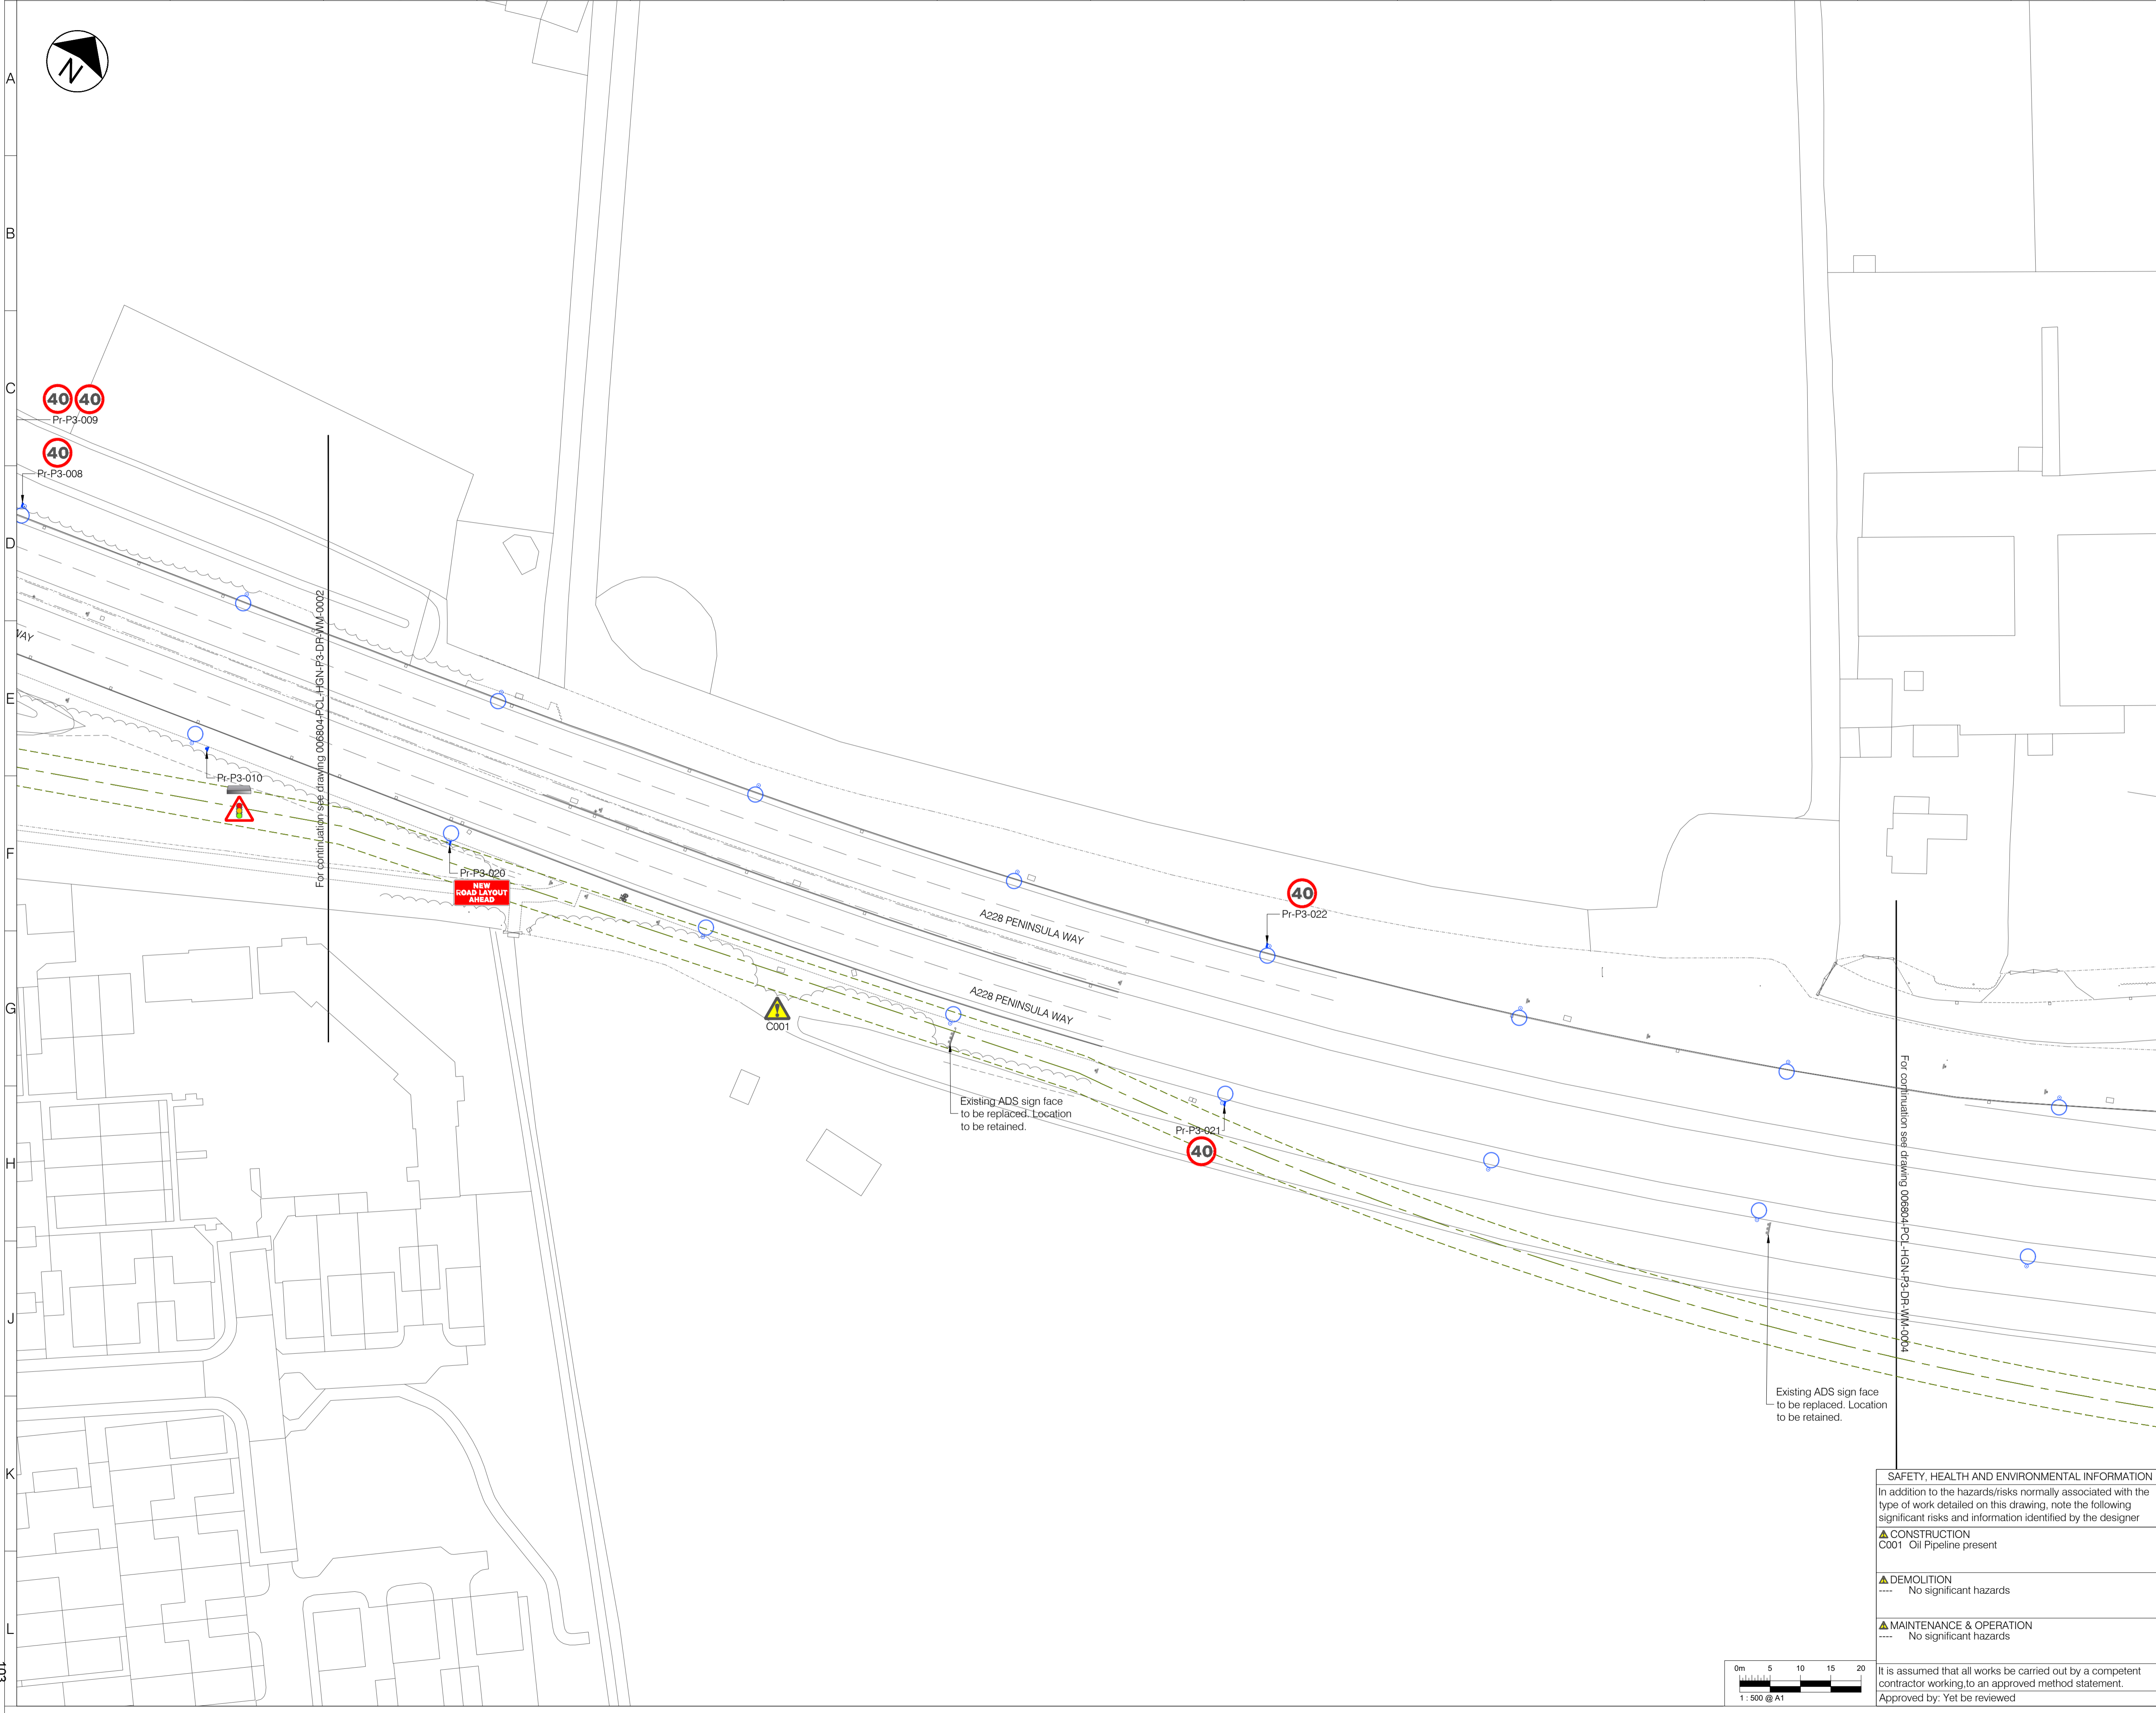 A
N
B
C
40 40
Pr-P3-009
40
Pr-P3-008
D
WAY
E
For continuation see drawing 006804-PCL-HGN-P3-DR-WM-0002
Pr-P3-010
F
Pr-P3-020
NEW
ROAD LAYOUT
AHEAD
A228 PENINSULA WAY
40
Pr-P3-022
G
A228 PENINSULA WAY
C001
Existing ADS sign face
to be replaced. Location
to be retained.
Pr-P3-021
40
H
For continuation see drawing 006804-PCL-HGN-P3-DR-WM-0004
J
Existing ADS sign face
to be replaced. Location
to be retained.
K
SAFETY, HEALTH AND ENVIRONMENTAL INFORMATION
In addition to the hazards/risks normally associated with the
type of work detailed on this drawing, note the following
significant risks and information identified by the designer
CONSTRUCTION
C001 Oil Pipeline present
DEMOLITION
---- No significant hazards
L
MAINTENANCE & OPERATION
---- No significant hazards
It is assumed that all works be carried out by a competent
contractor working,to an approved method statement.
Approved by: Yet be reviewed
0m 5 10 15 20
1 : 500 @ A1